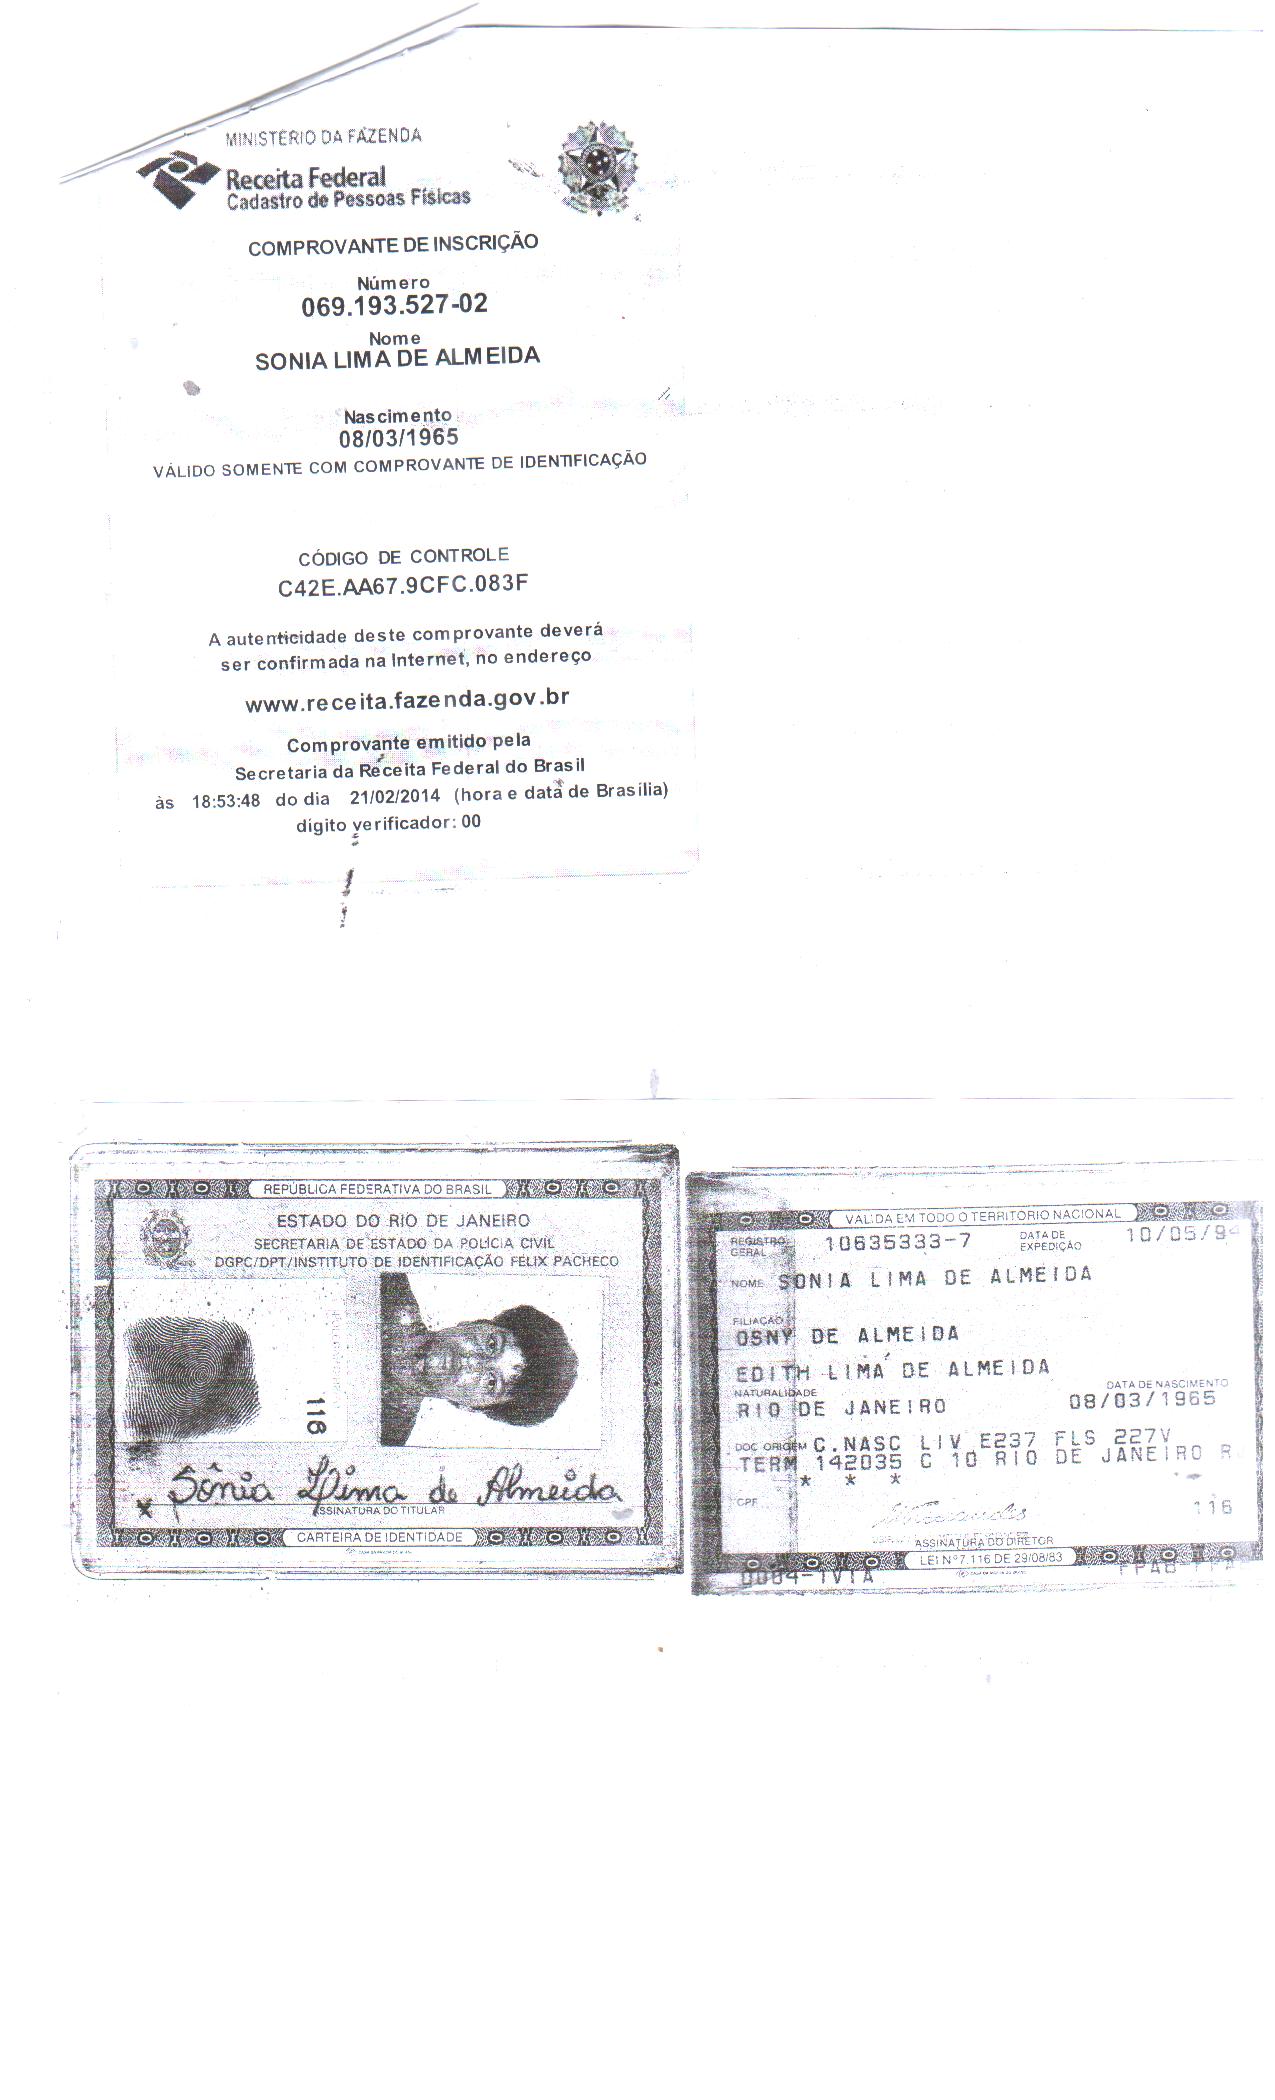 MINISTÉRIO DA FAZENDA
Receita Federal
Cadastro de Pessoas Físicas
COMPROVANTE DE INSCRIÇÃO
Número
069.193.527-02
Nome
SONIA LIMA DE ALMEIDA
Nascimento
08/03/1965
VÁLIDO SOMENTE COM COMPROVANTE DE IDENTIFICAÇÃO
CÓDIGO DE CONTROLE
C42E.AA67.9CFC.083F
A autenticidade deste comprovante deverá
ser confirmada na Internet, no endereço
www.receita.fazenda.gov.br
Comprovante emitido pela
Secretaria da Receita Federal do Brasil
às 18:53:48 do dia 21/02/2014 (hora e data de Brasília)
digito verificador: 00
REPÚBLICA FEDERATIVA DO BRASIL
ESTADO DO RIO DE JANEIRO
SECRETARIA DE ESTADO DA POLÍCIA CIVIL
DGPC/DPT/INSTITUTO DE IDENTIFICAÇÃO FELIX PACHECO
116
Sônia Lima de Almeida
ASSINATURA DO TITULAR
CARTEIRA DE IDENTIDADE
VALIDA EM TODO O TERRITORIO NACIONAL
REGISTRO GERAL 10635333-7 DATA DE EXPEDIÇÃO 10/05/94
NOME SONIA LIMA DE ALMEIDA
FILIAÇÃO
OSNY DE ALMEIDA
EDITH LIMA DE ALMEIDA
NATURALIDADE DATA DE NASCIMENTO
RIO DE JANEIRO 08/03/1965
DOC ORIGEM C.NASC LIV E237 FLS 227V
TERM 142035 C 10 RIO DE JANEIRO R
* * *
CPF 116
ASSINATURA DO DIRETOR
LEI Nº 7.116 DE 29/08/83
0004-1VIA